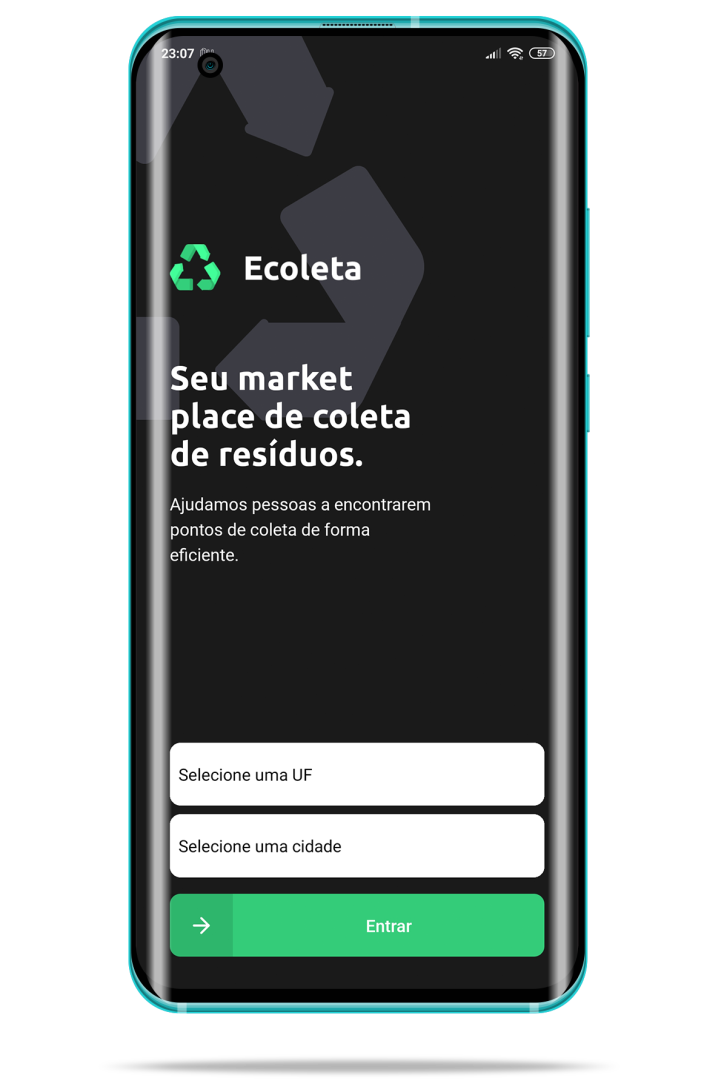 23:07
57
Ecoleta
Seu market
place de coleta
de resíduos.
Ajudamos pessoas a encontrarem
pontos de coleta de forma
eficiente.
Selecione uma UF
Selecione uma cidade
Entrar